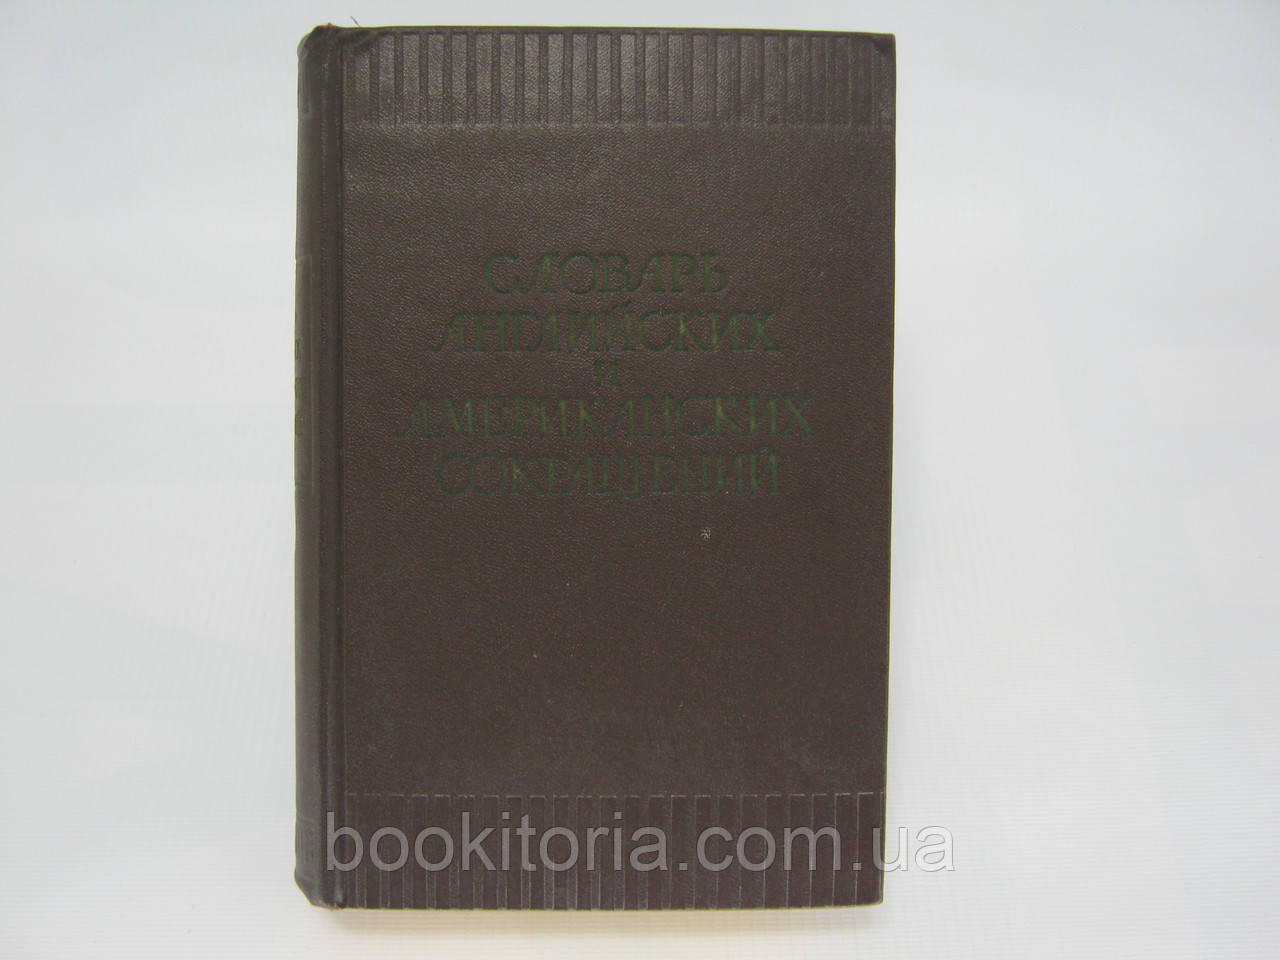 СЛОВАРЬ
АНГЛИЙСКИХ
И
АМЕРИКАНСКИХ
СОКРАЩЕНИЙ
bookitoria.com.ua